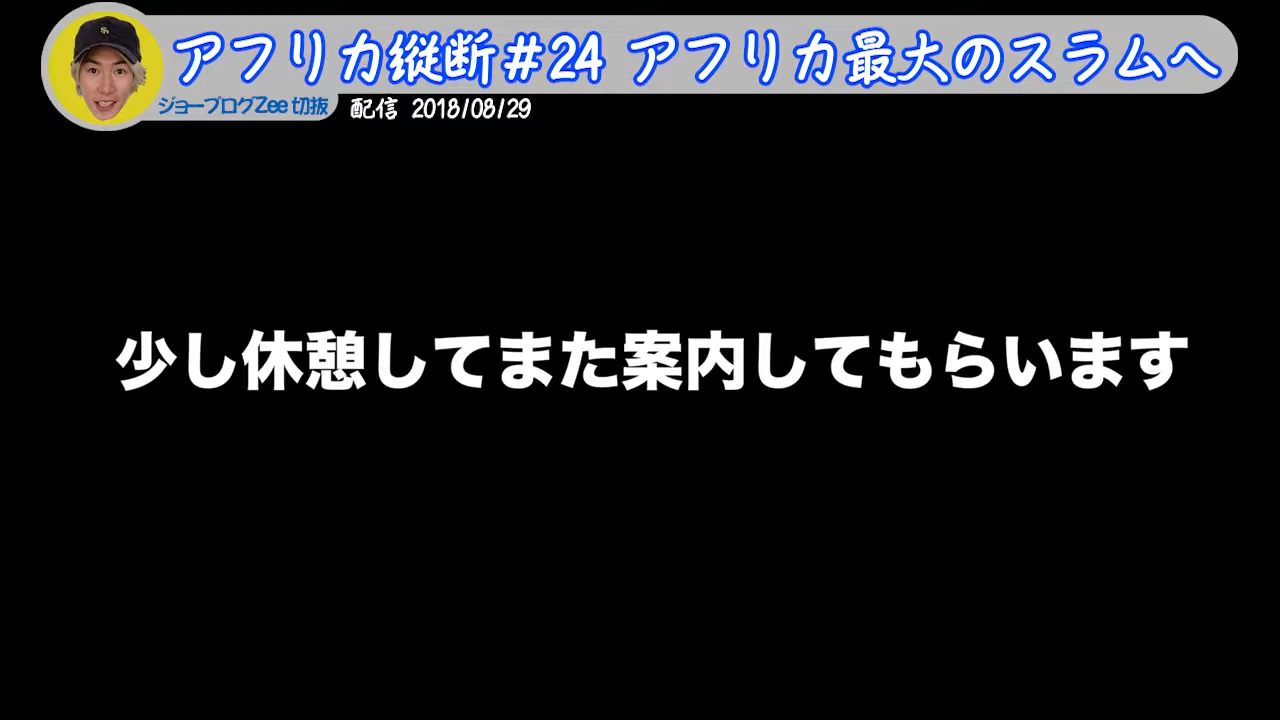 アフリカ縦断#24 アフリカ最大のスラムへ
ジョーブログZee 切抜 配信 2018/08/29
少し休憩してまた案内してもらいます